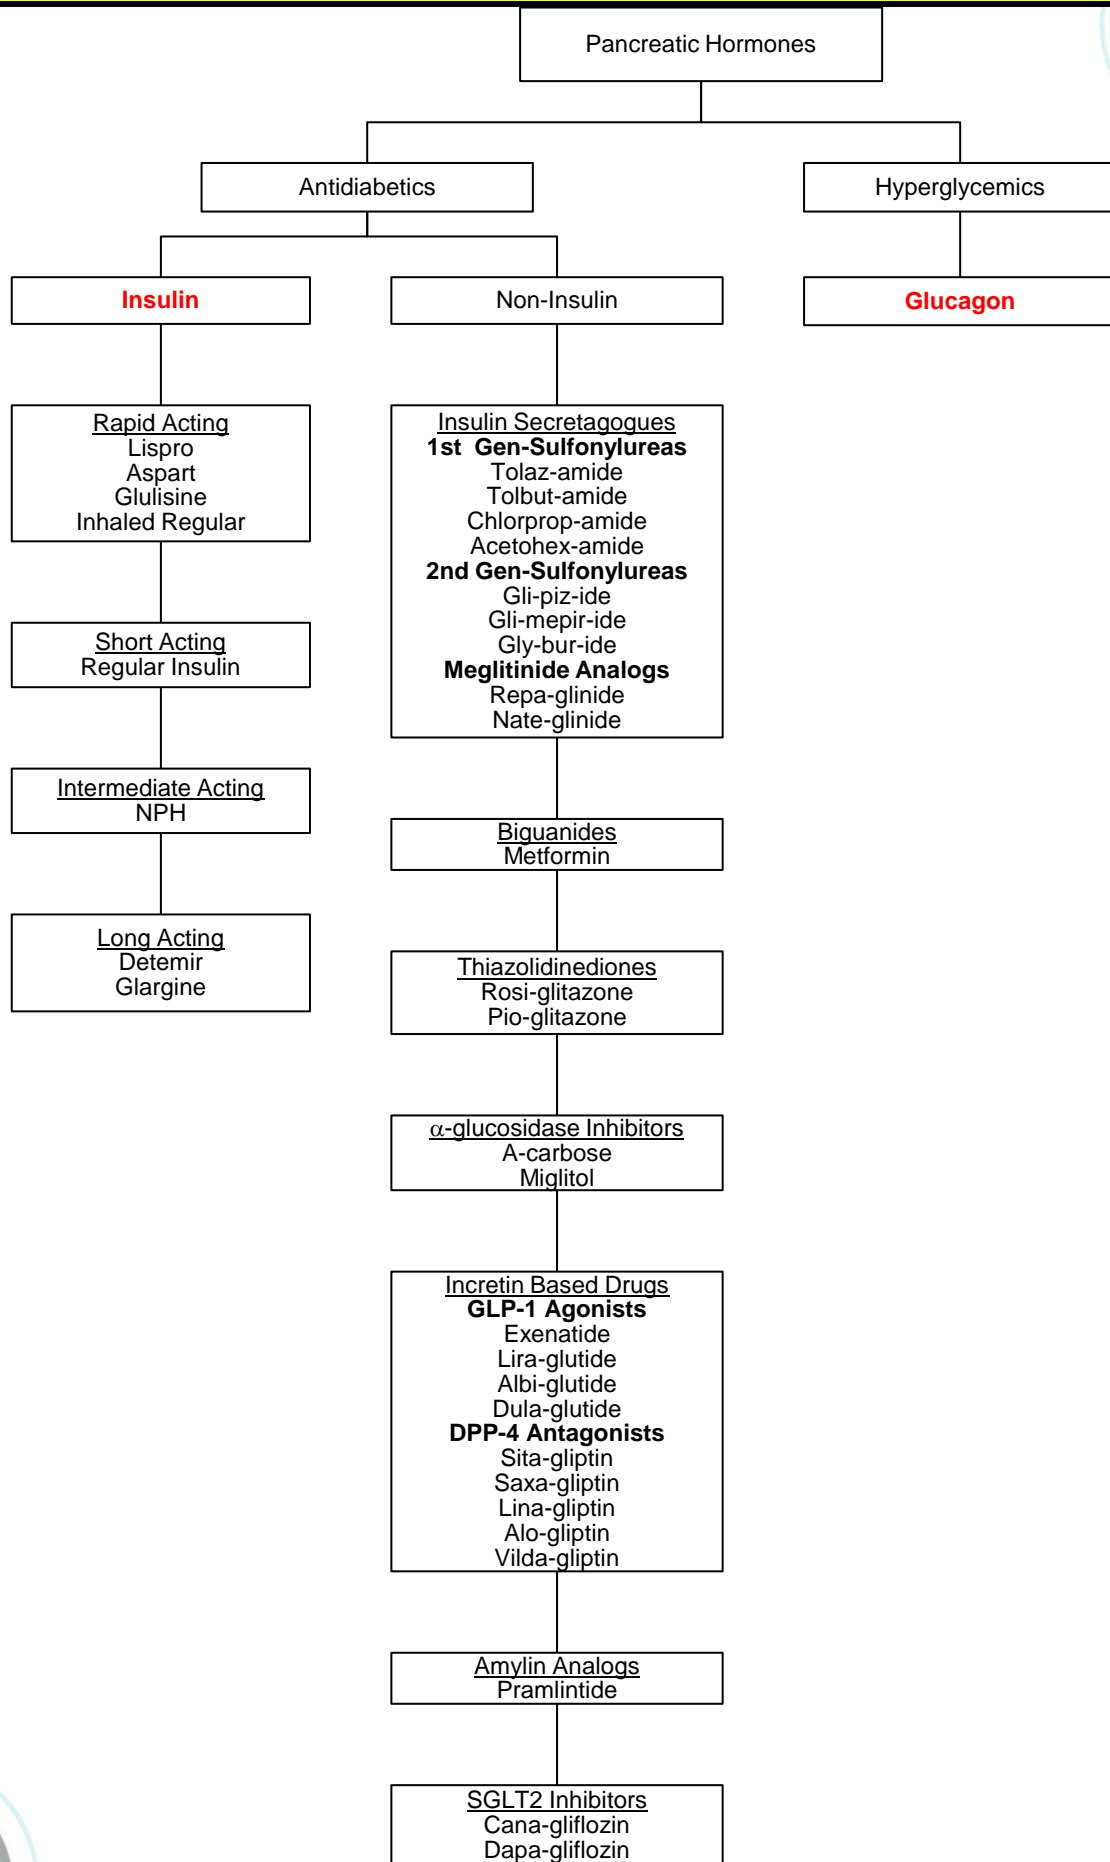 Pancreatic Hormones
Antidiabetics
Hyperglycemics
Insulin
Non-Insulin
Glucagon
Rapid Acting
Lispro
Aspart
Glulisine
Inhaled Regular
Short Acting
Regular Insulin
Intermediate Acting
NPH
Long Acting
Detemir
Glargine
Insulin Secretagogues
1st  Gen-Sulfonylureas
Tolaz-amide
Tolbut-amide
Chlorprop-amide
Acetohex-amide
2nd Gen-Sulfonylureas
Gli-piz-ide
Gli-mepir-ide
Gly-bur-ide
Meglitinide Analogs
Repa-glinide
Nate-glinide
Biguanides
Metformin
Thiazolidinediones
Rosi-glitazone
Pio-glitazone
α-glucosidase Inhibitors
A-carbose
Miglitol
Incretin Based Drugs
GLP-1 Agonists
Exenatide
Lira-glutide
Albi-glutide
Dula-glutide
DPP-4 Antagonists
Sita-gliptin
Saxa-gliptin
Lina-gliptin
Alo-gliptin
Vilda-gliptin
Amylin Analogs
Pramlintide
SGLT2 Inhibitors
Cana-gliflozin
Dapa-gliflozin